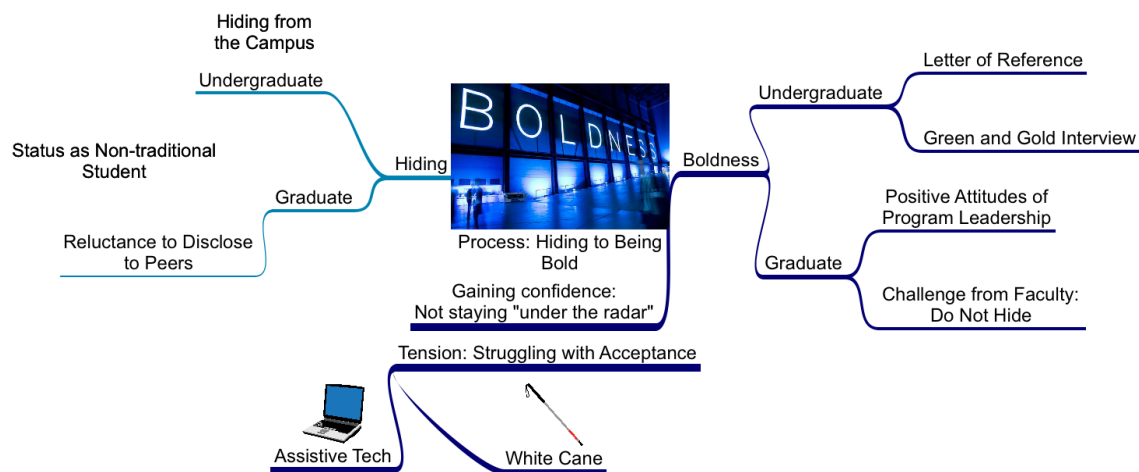 Hiding from
the Campus
Undergraduate
Status as Non-traditional
Student
Graduate
Reluctance to Disclose
to Peers
Hiding
BOLDNESS
Process: Hiding to Being
Bold
Gaining confidence:
Not staying "under the radar"
Boldness
Undergraduate
Letter of Reference
Green and Gold Interview
Graduate
Positive Attitudes of
Program Leadership
Challenge from Faculty:
Do Not Hide
Tension: Struggling with Acceptance
Assistive Tech
White Cane